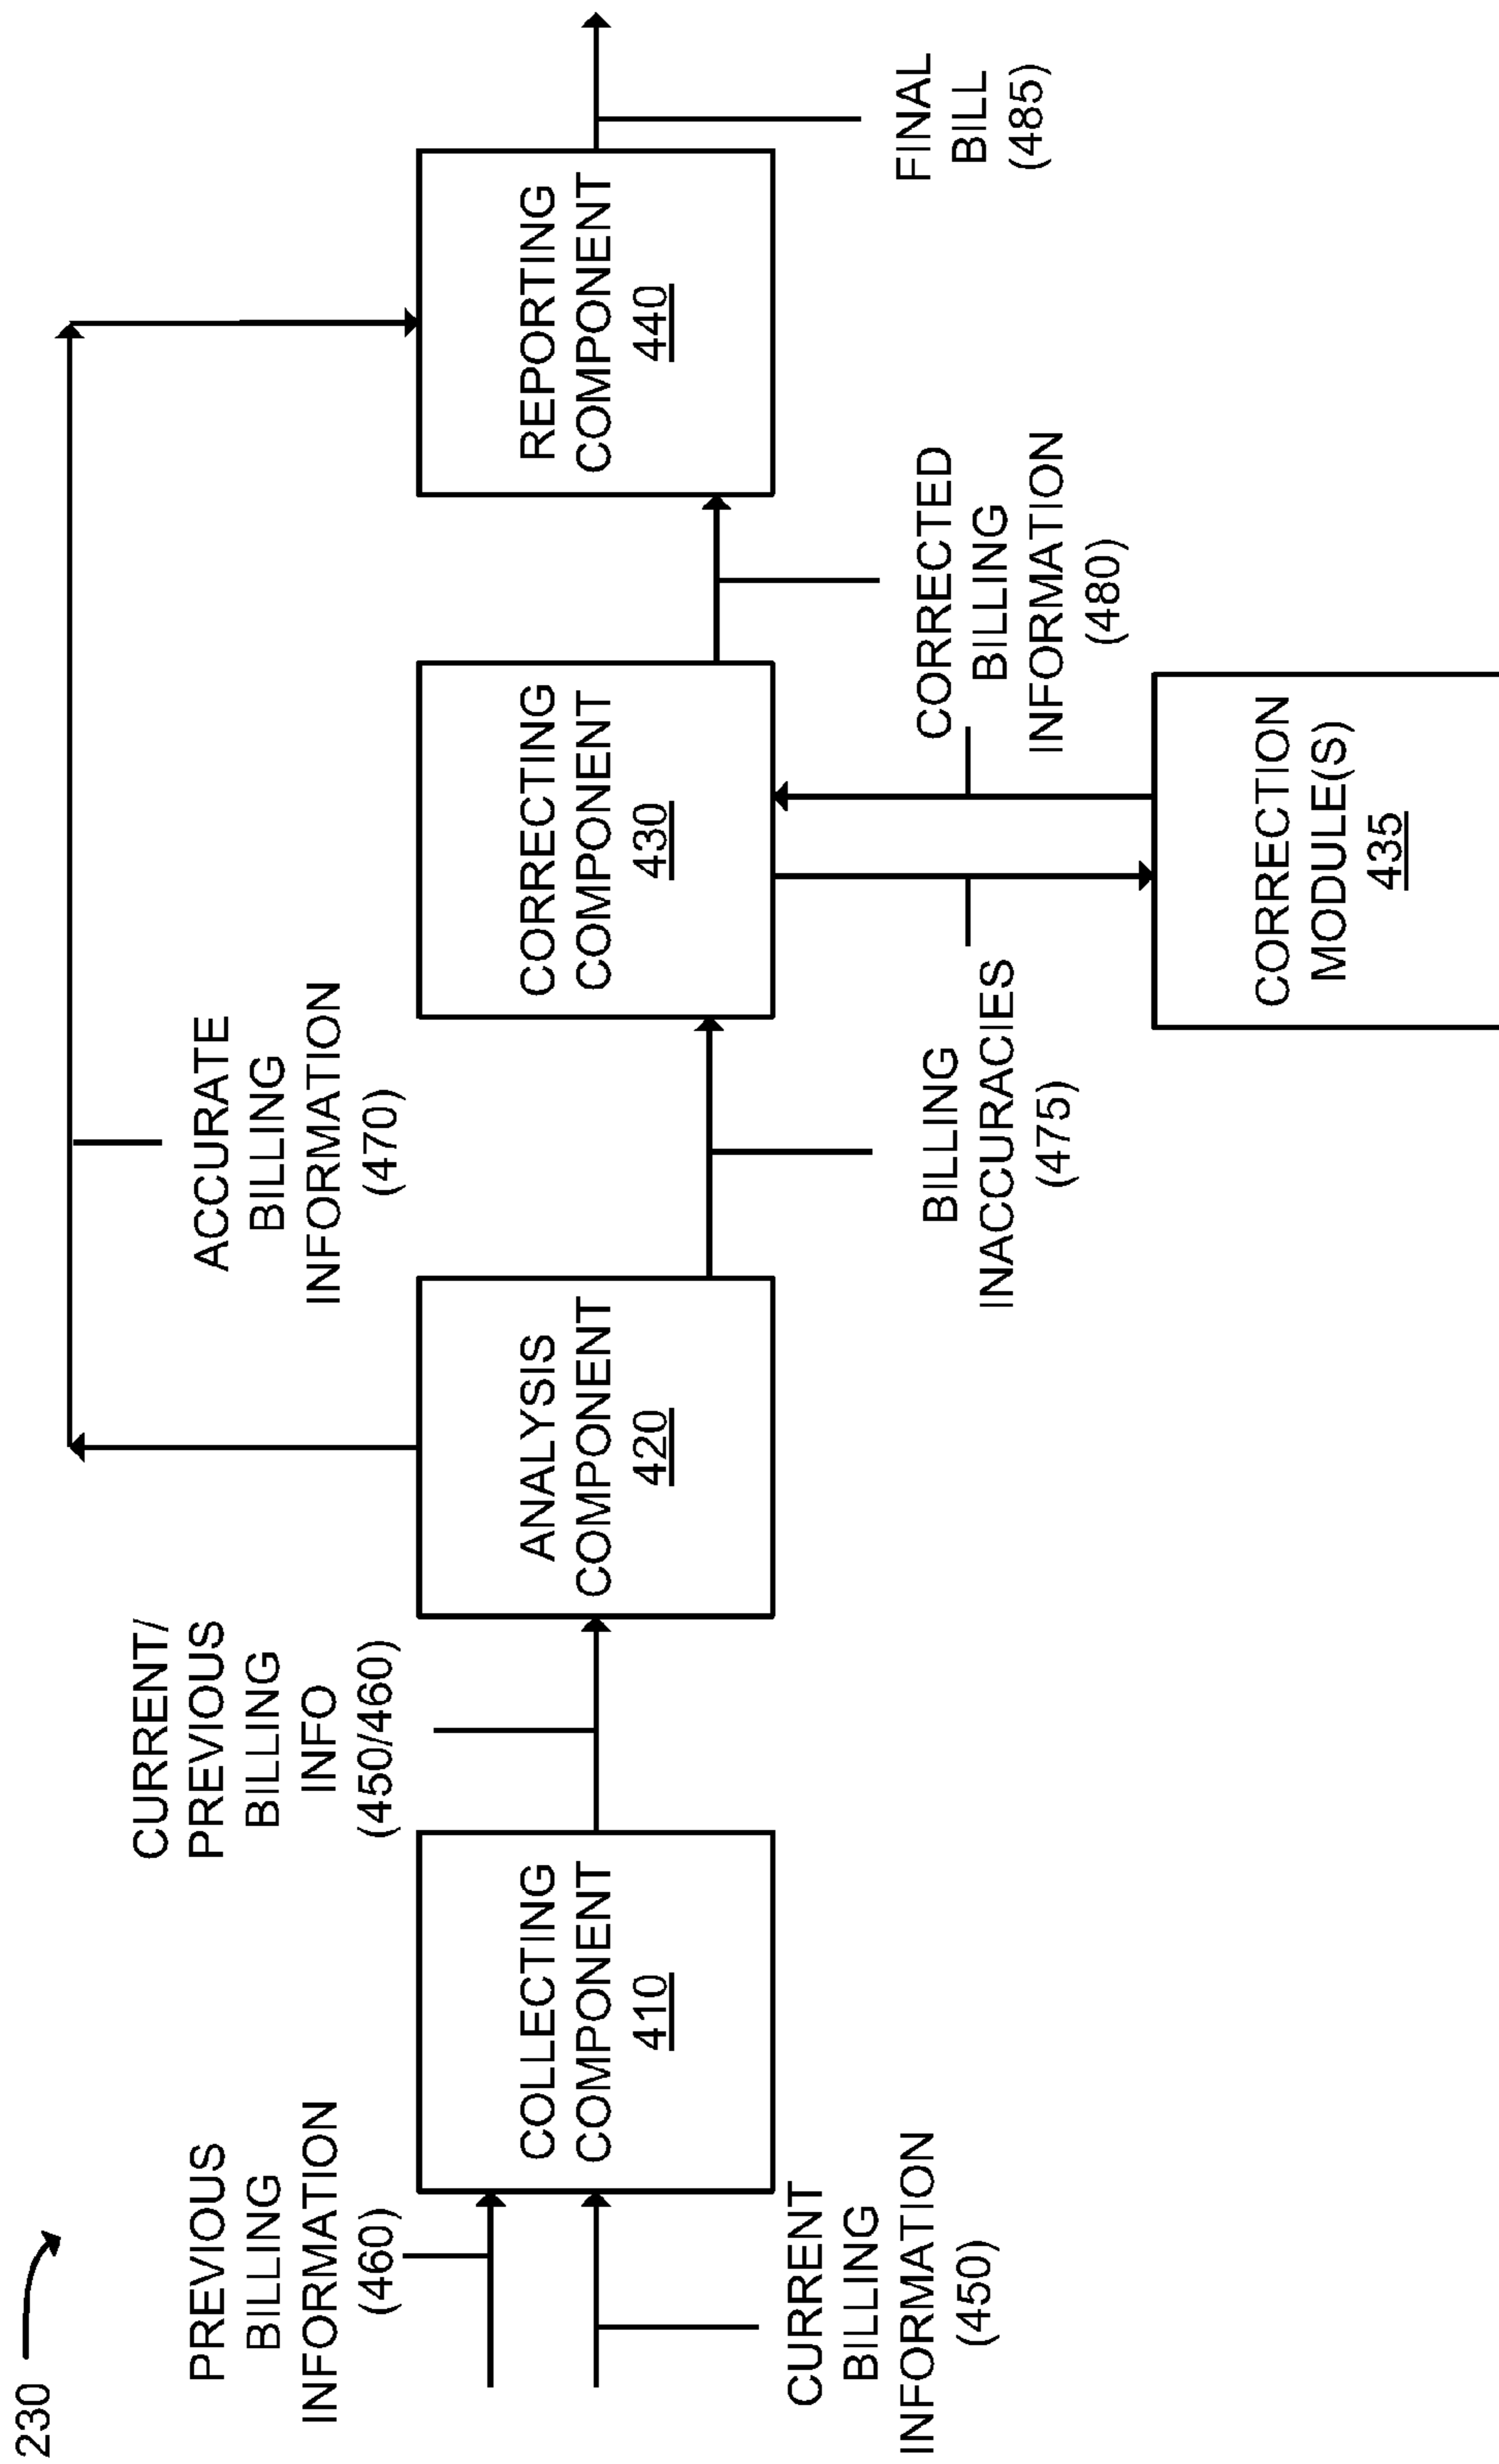 230
PREVIOUS
BILLING
INFORMATION
(460)
CURRENT
BILLING
INFORMATION
(450)
COLLECTING
COMPONENT
410
CURRENT/
PREVIOUS
BILLING
INFO
(450/460)
ANALYSIS
COMPONENT
420
ACCURATE
BILLING
INFORMATION
(470)
BILLING
INACCURACIES
(475)
CORRECTING
COMPONENT
430
CORRECTION
MODULE(S)
435
CORRECTED
BILLING
INFORMATION
(480)
REPORTING
COMPONENT
440
FINAL
BILL
(485)